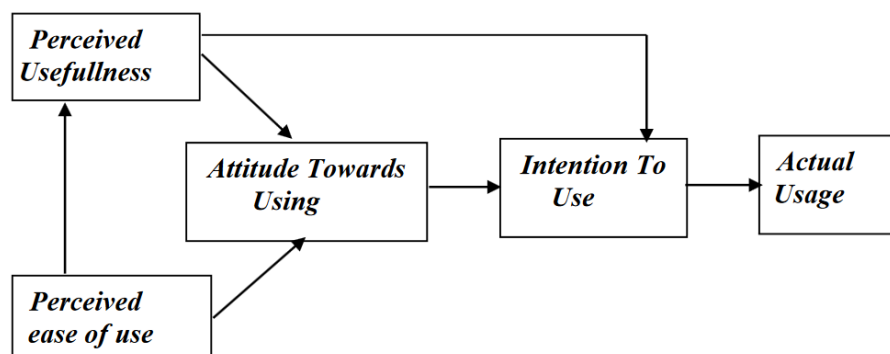 Perceived
Usefullness
Attitude Towards
Using
Intention To
Use
Actual
Usage
Perceived
ease of use